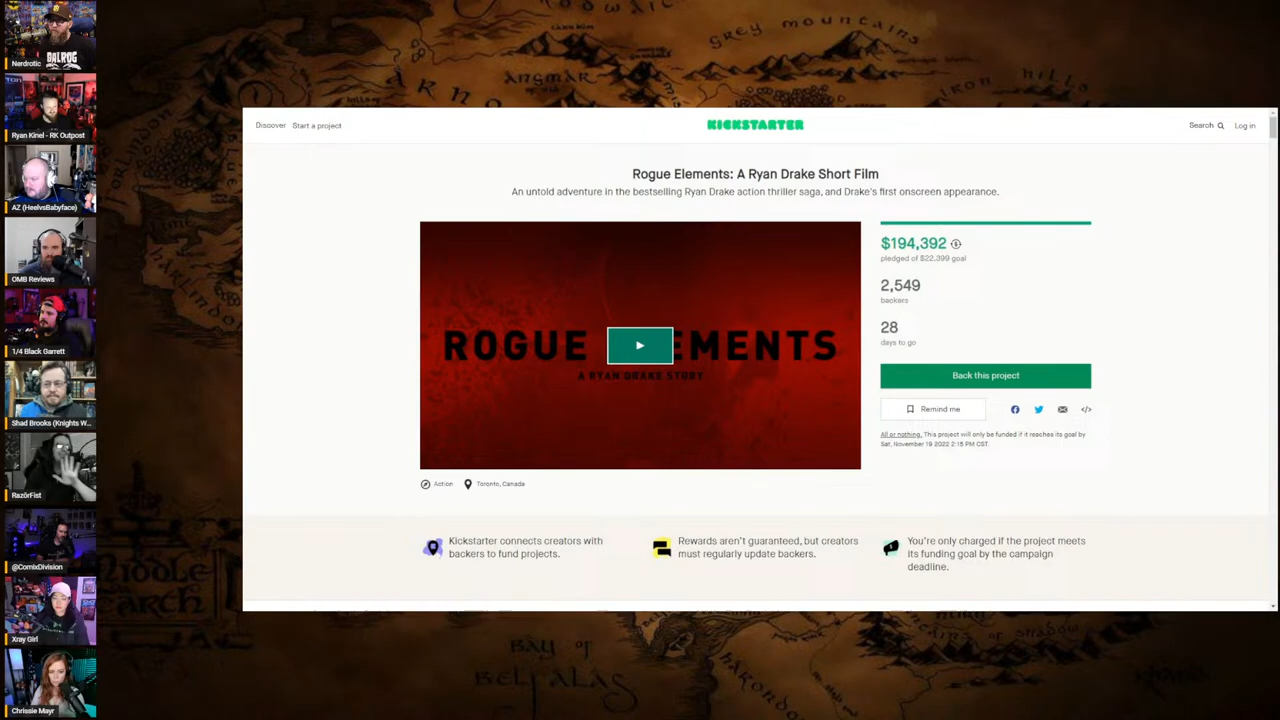 Nerdrotic
BALROG
Ryan Kinel - RK Outpost
AZ (HeelvsBabyface)
OMB Reviews
1/4 Black Garrett
Shad Brooks (Knights W...
RazörFist
@ComixDivision
Xray Girl
Chrissie Mayr
GREY MOUNTAINS
ANGMAR
Discover Start a project
KICKSTARTER
Search Log in
Rogue Elements: A Ryan Drake Short Film
An untold adventure in the bestselling Ryan Drake action thriller saga, and Drake's first onscreen appearance.
A RYAN DRAKE STORY
Action Toronto, Canada
$194,392
pledged of $22,399 goal
2,549
backers
28
days to go
Back this project
Remind me
All or nothing. This project will only be funded if it reaches its goal by
Sat, November 19 2022 2:15 PM CST.
Kickstarter connects creators with
backers to fund projects.
Rewards aren't guaranteed, but creators
must regularly update backers.
You're only charged if the project meets
its funding goal by the campaign
deadline.
BAY OF
BELFALAS